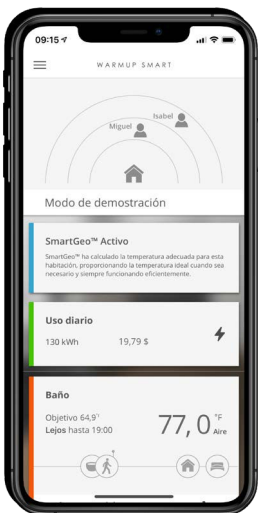 09:15
WARMUP SMART
Isabel
Miguel
Modo de demostración
SmartGeo™ Activo
SmartGeo™ ha calculado la temperatura adecuada para esta
habitación, proporcionando la temperatura ideal cuando sea
necesario y siempre funcionando eficientemente.
Uso diario
130 kWh 19,79 $
Baño
Objetivo 64,9°
Lejos hasta 19:00
77,0 °F
Aire